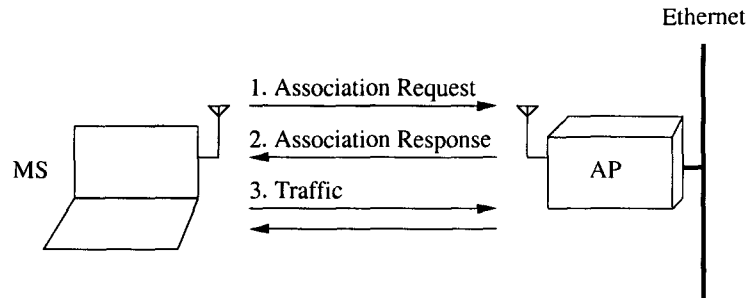 Ethernet
1. Association Request
2. Association Response
MS
AP
3. Traffic